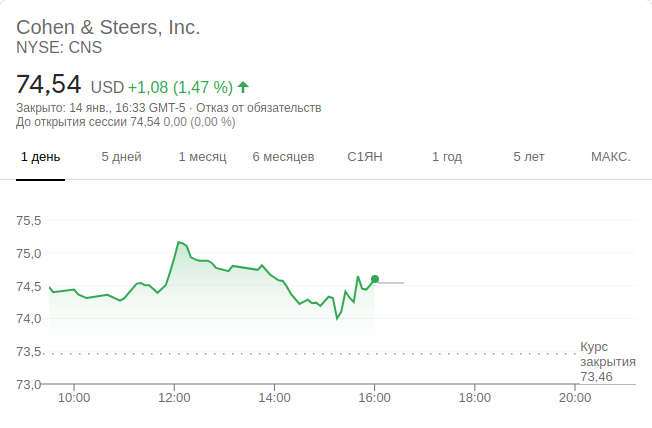 Cohen & Steers, Inc.
NYSE: CNS
74,54 USD +1,08 (1,47 %)
Закрыто: 14 янв., 16:33 GMT-5 · Отказ от обязательств
До открытия сессии 74,54 0,00 (0,00 %)
1 день 5 дней 1 месяц 6 месяцев С1ЯН 1 год 5 лет МАКС.
75,5
75,0
74,5
74,0
73,5
73,0
Курс
закрытия
73,46
10:00 12:00 14:00 16:00 18:00 20:00